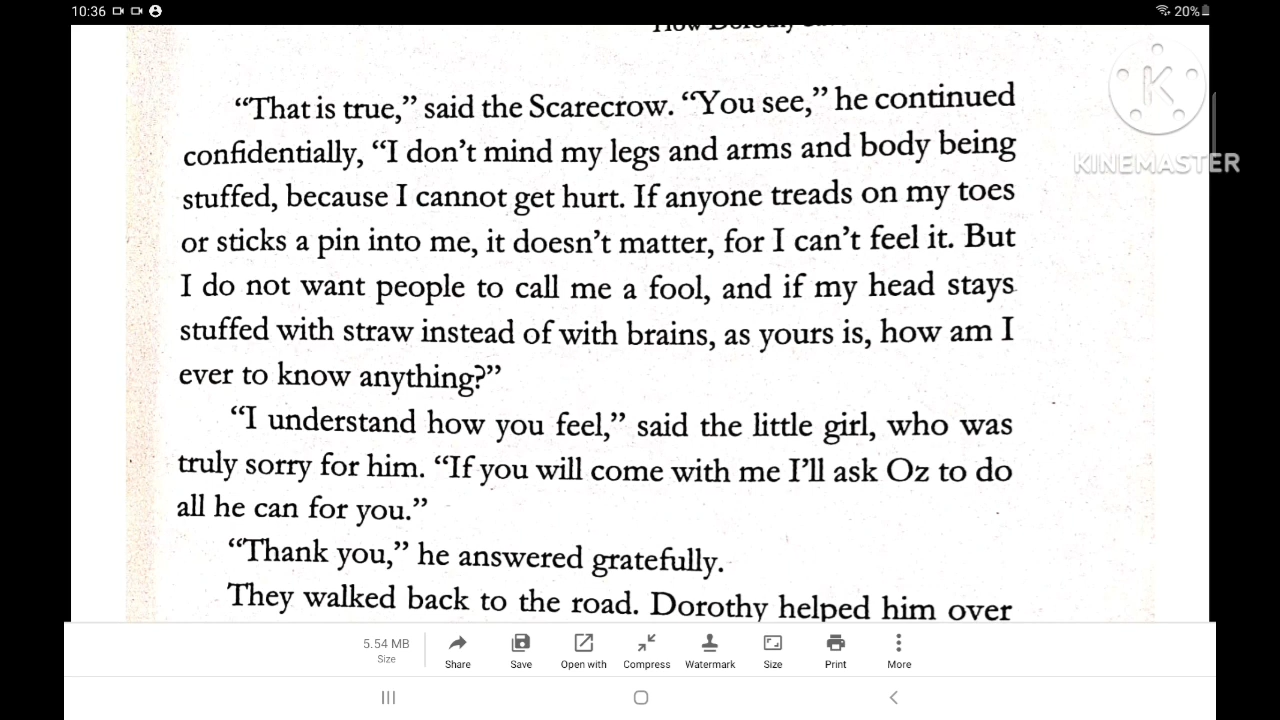 10:36
20%
How Dorothy
KINEMASTER
“That is true,” said the Scarecrow. “You see,” he continued
confidentially, “I don’t mind my legs and arms and body being
stuffed, because I cannot get hurt. If anyone treads on my toes
or sticks a pin into me, it doesn’t matter, for I can’t feel it. But
I do not want people to call me a fool, and if my head stays
stuffed with straw instead of with brains, as yours is, how am I
ever to know anything?”
“I understand how you feel,” said the little girl, who was
truly sorry for him. “If you will come with me I’ll ask Oz to do
all he can for you.”
“Thank you,” he answered gratefully.
They walked back to the road. Dorothy helped him over
5.54 MB
Size
Share
Save
Open with
Compress
Watermark
Size
Print
More